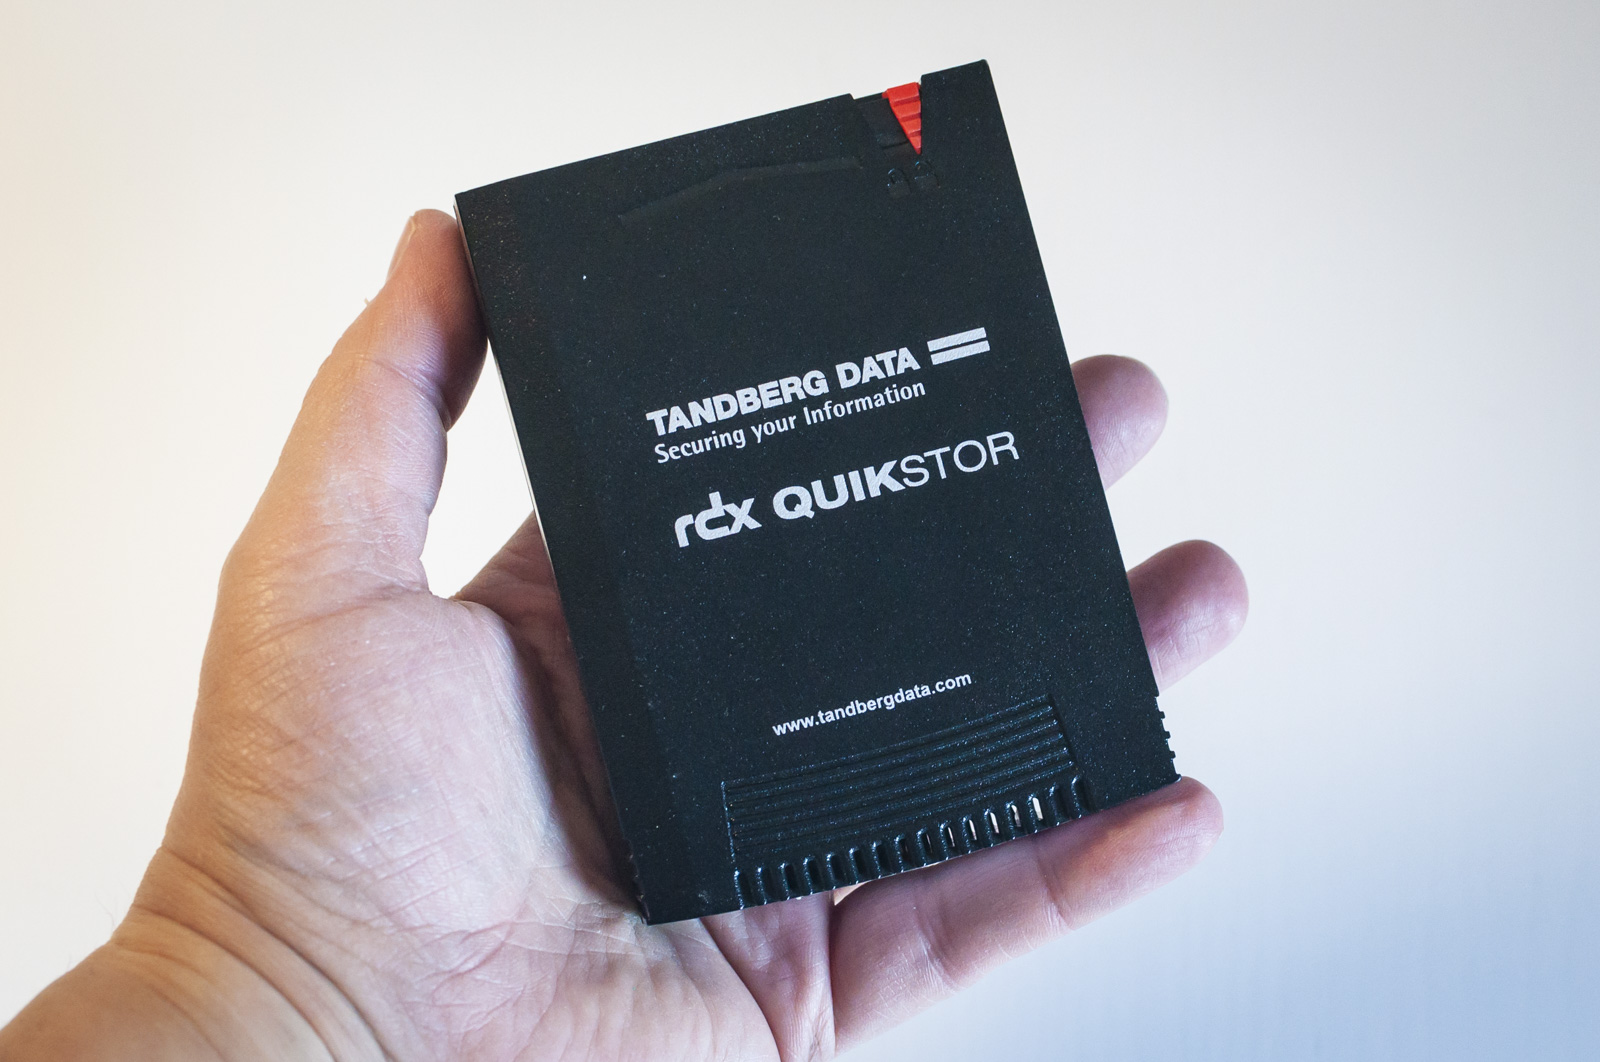 TANDBERG DATA
Securing your Information
rdx QUIKSTOR
www.tandbergdata.com